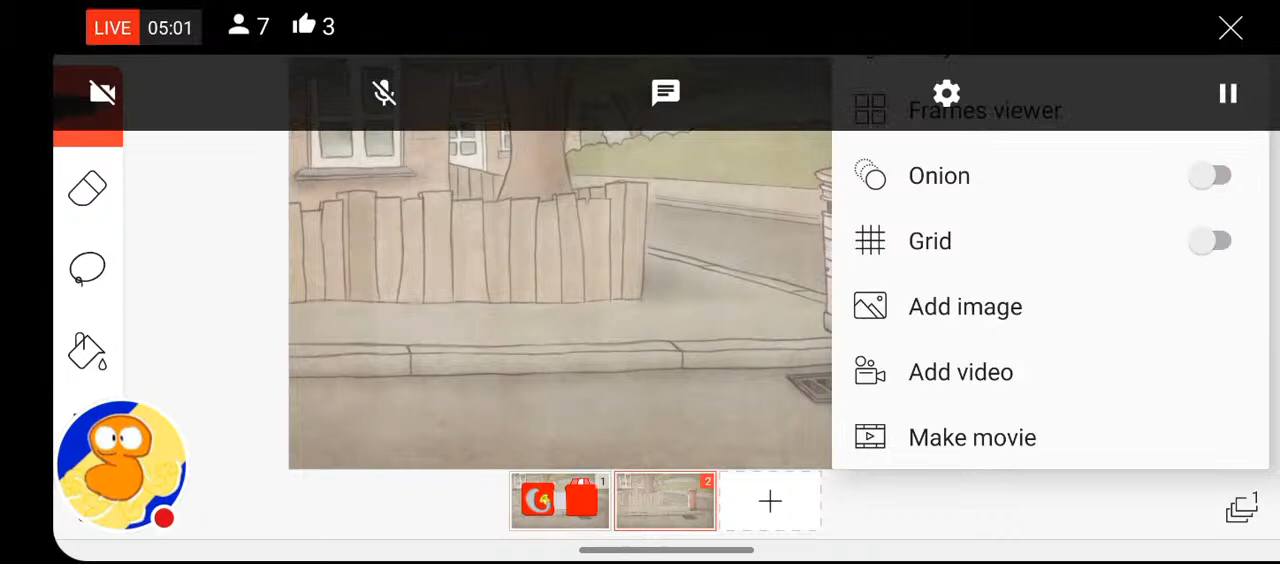 LIVE 05:01 7 3
Frames viewer
Onion
Grid
Add image
Add video
Make movie
1 2
1